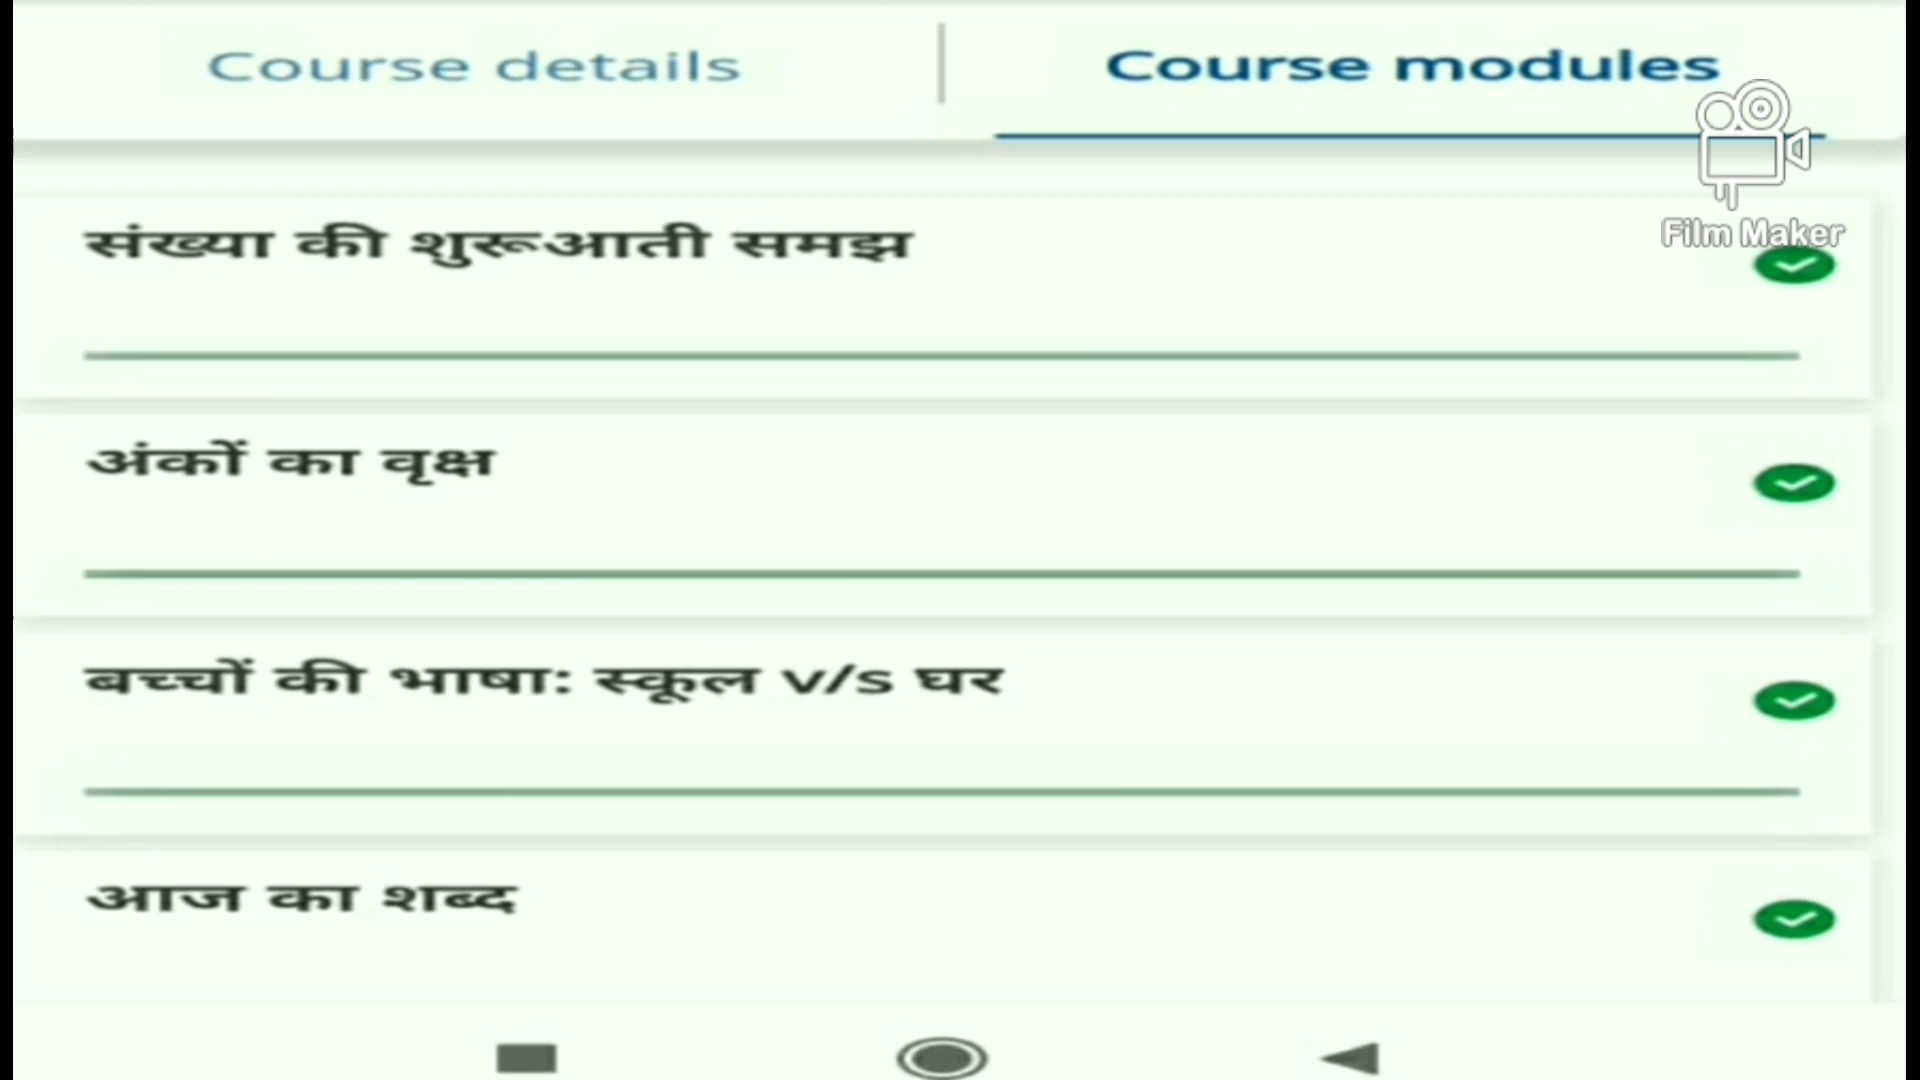 Course details
Course modules
Film Maker
संख्या की शुरूआती समझ
अंकों का वृक्ष
बच्चों की भाषा: स्कूल v/s घर
आज का शब्द